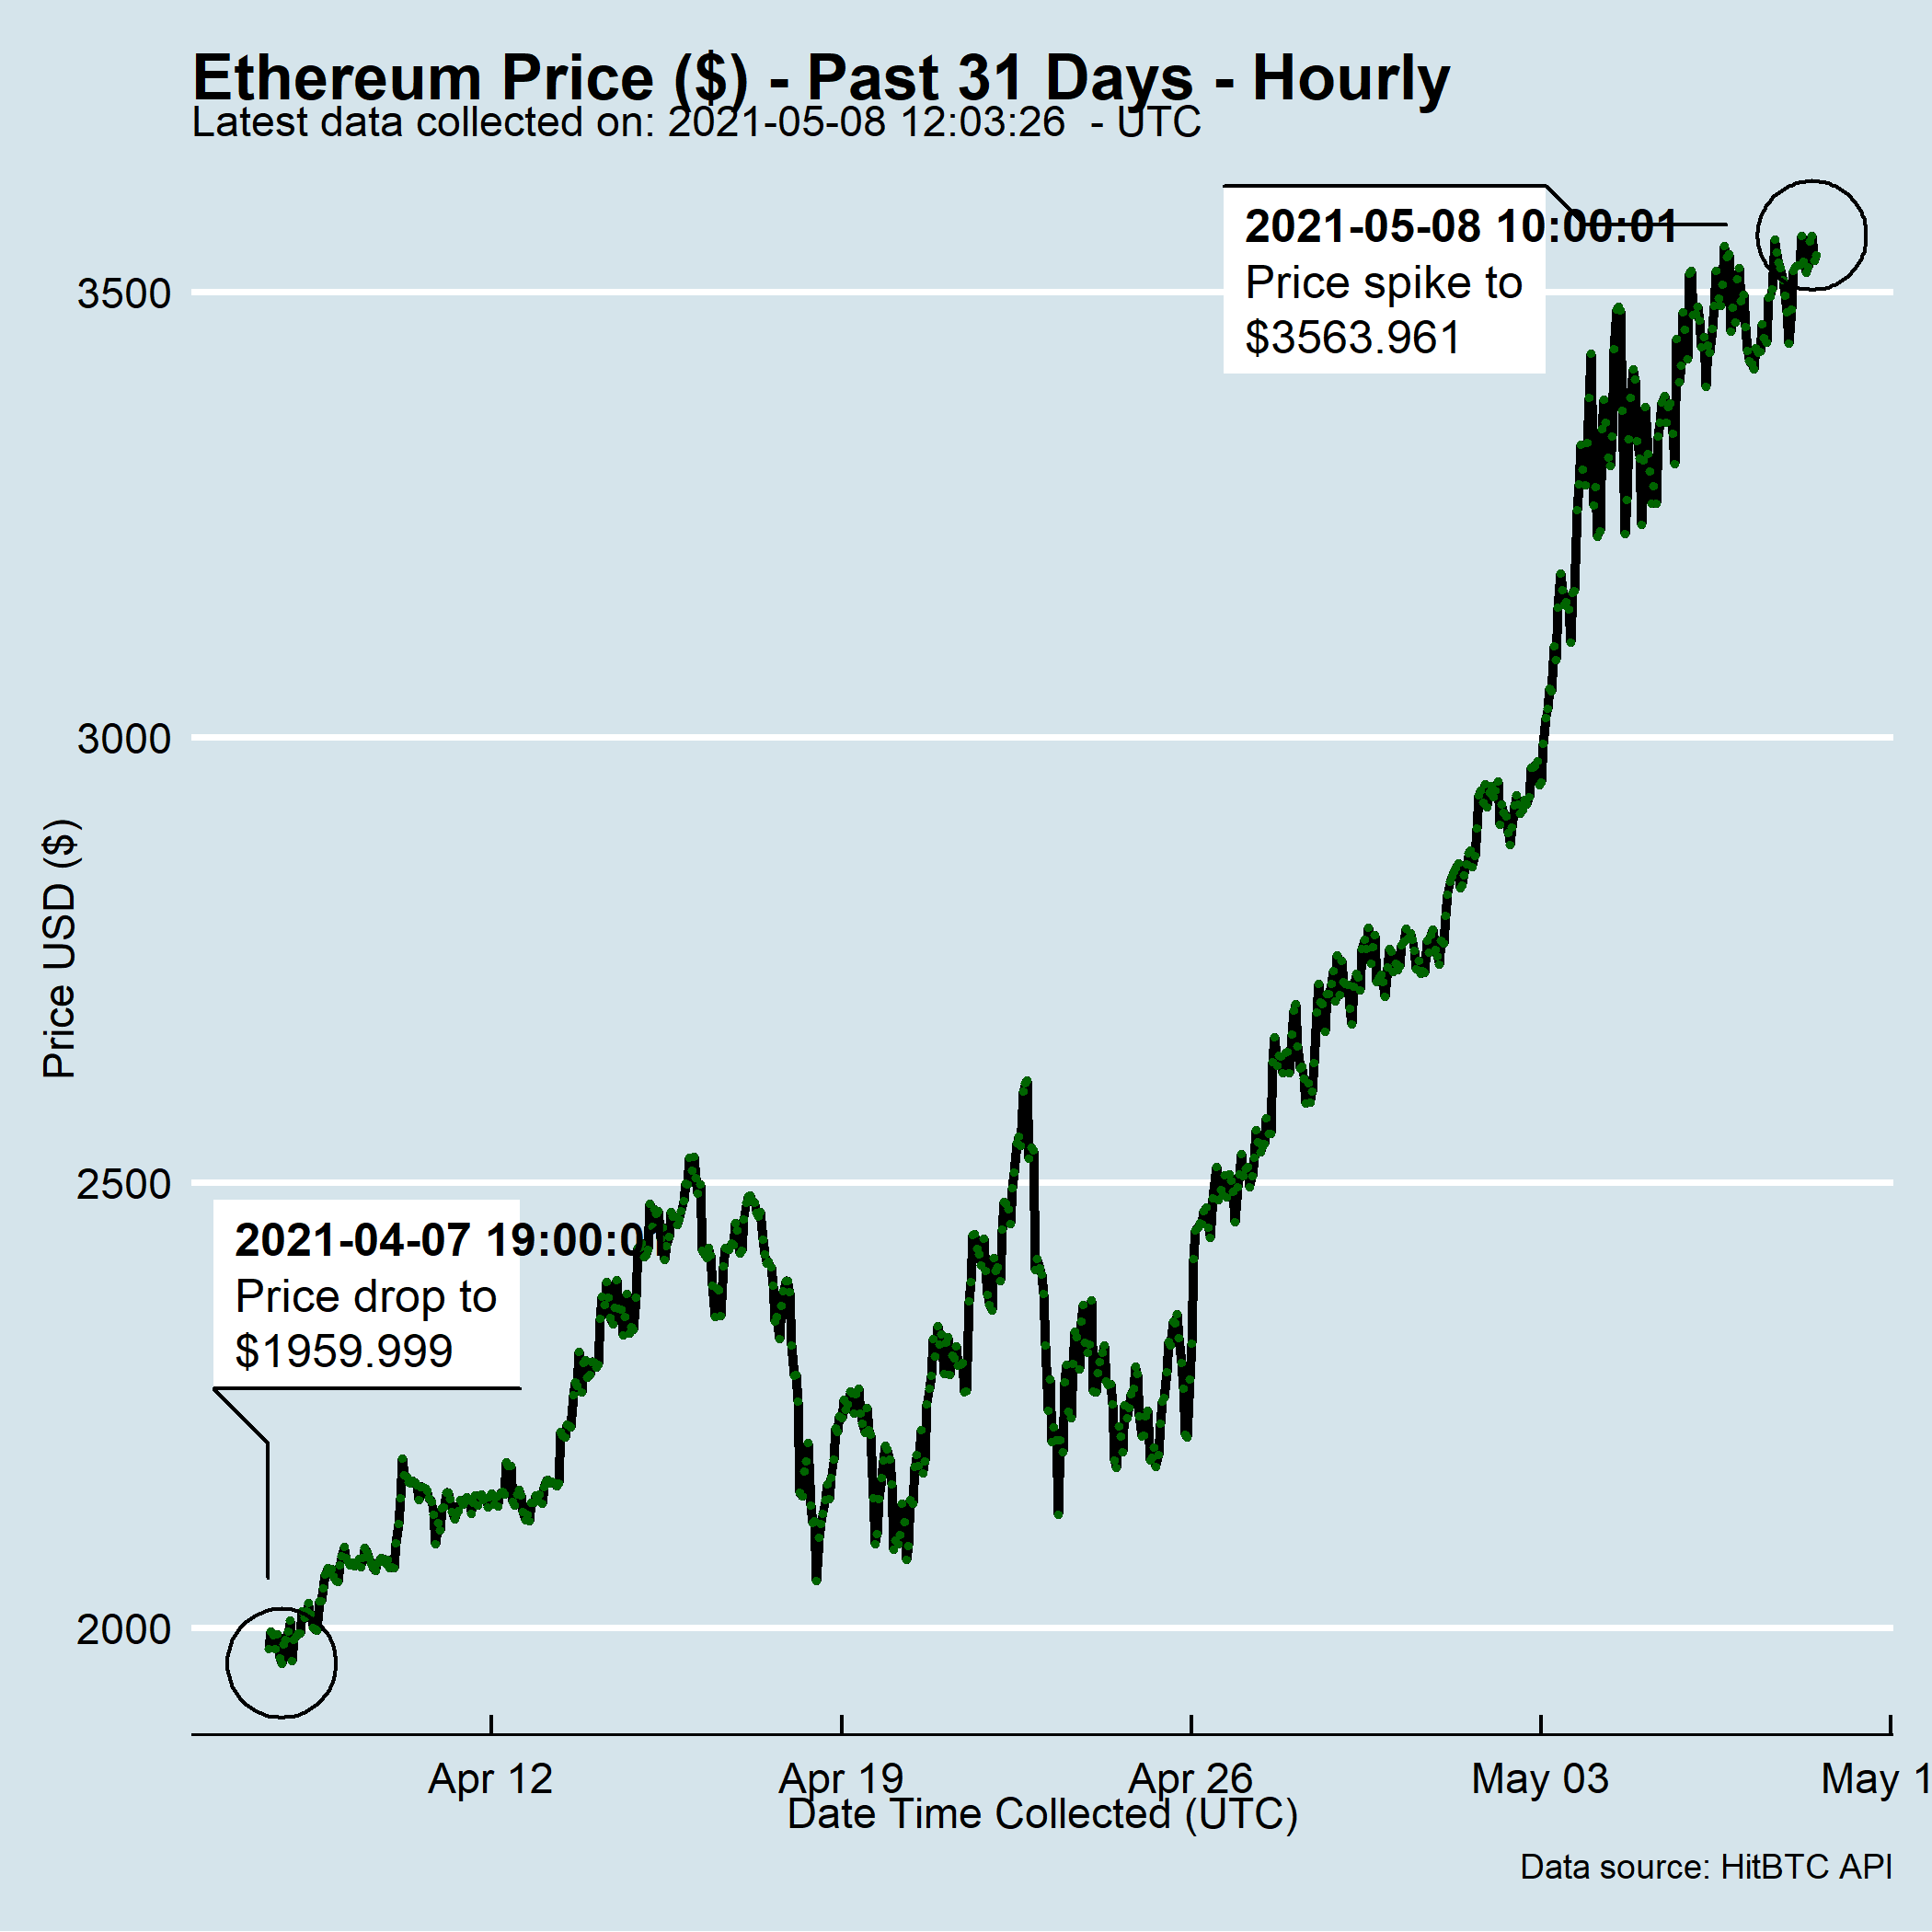 Ethereum Price ($) - Past 31 Days - Hourly
Latest data collected on: 2021-05-08 12:03:26  - UTC
2021-05-08 10:00:01
Price spike to
$3563.961
3500
3000
2500
2000
Price USD ($)
2021-04-07 19:00:0
Price drop to
$1959.999
Apr 12
Apr 19
Apr 26
May 03
May 1
Date Time Collected (UTC)
Data source: HitBTC API